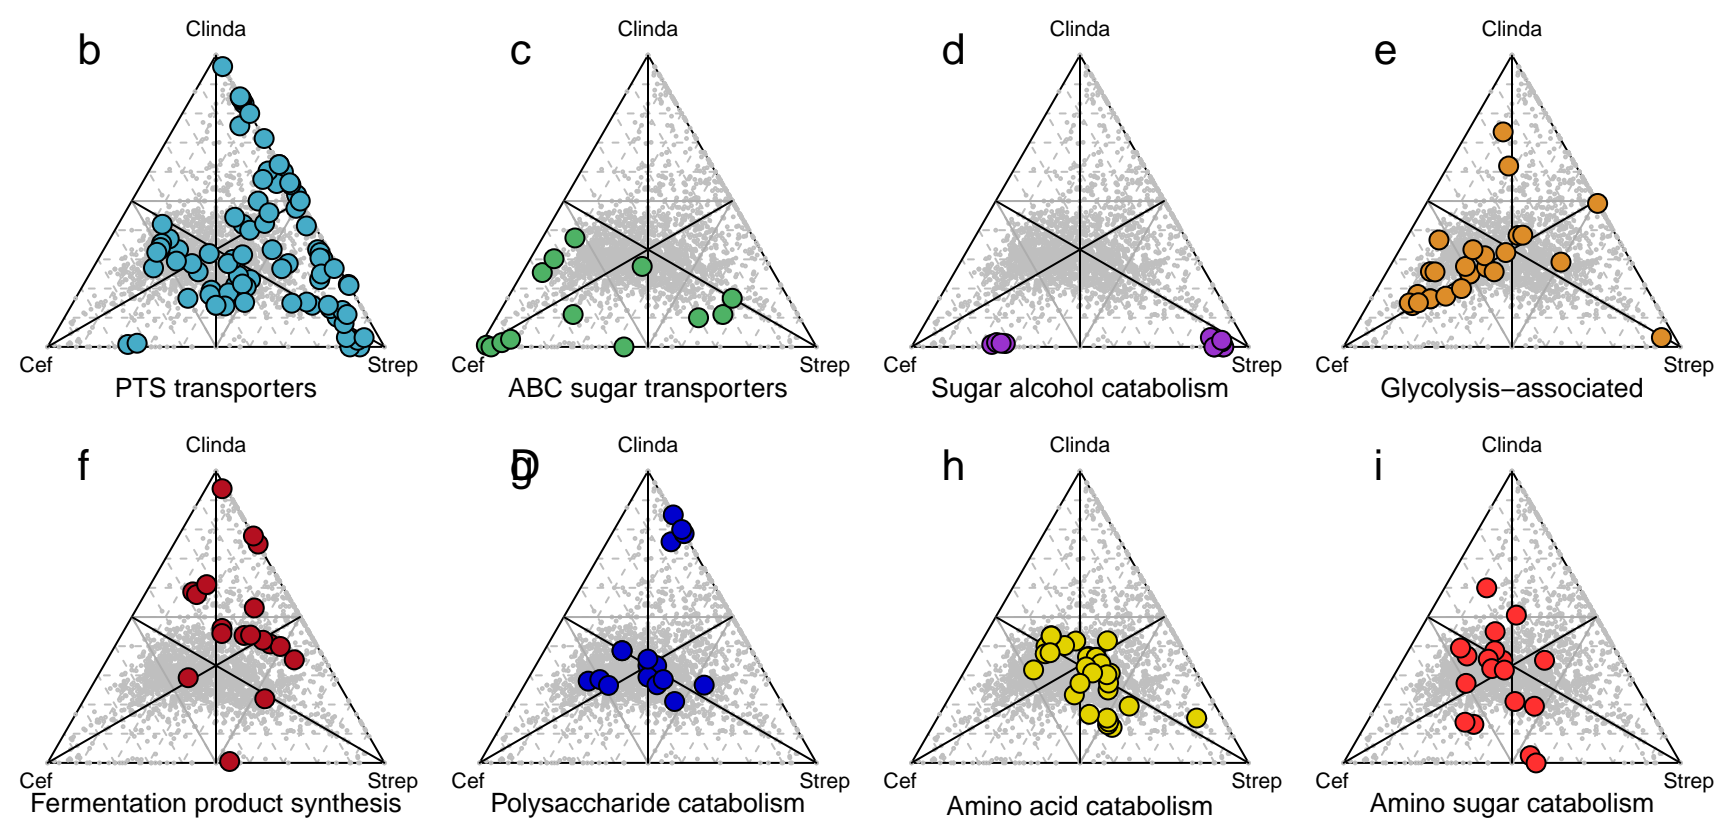 Clinda Clinda Clinda Clinda
b c d e
Cef Strep Cef Strep Cef Strep Cef Strep
PTS transporters ABC sugar transporters Sugar alcohol catabolism Glycolysis−associated
Clinda Clinda Clinda Clinda
f g D h i
Cef Strep Cef Strep Cef Strep Cef Strep
Fermentation product synthesis Polysaccharide catabolism Amino acid catabolism Amino sugar catabolism